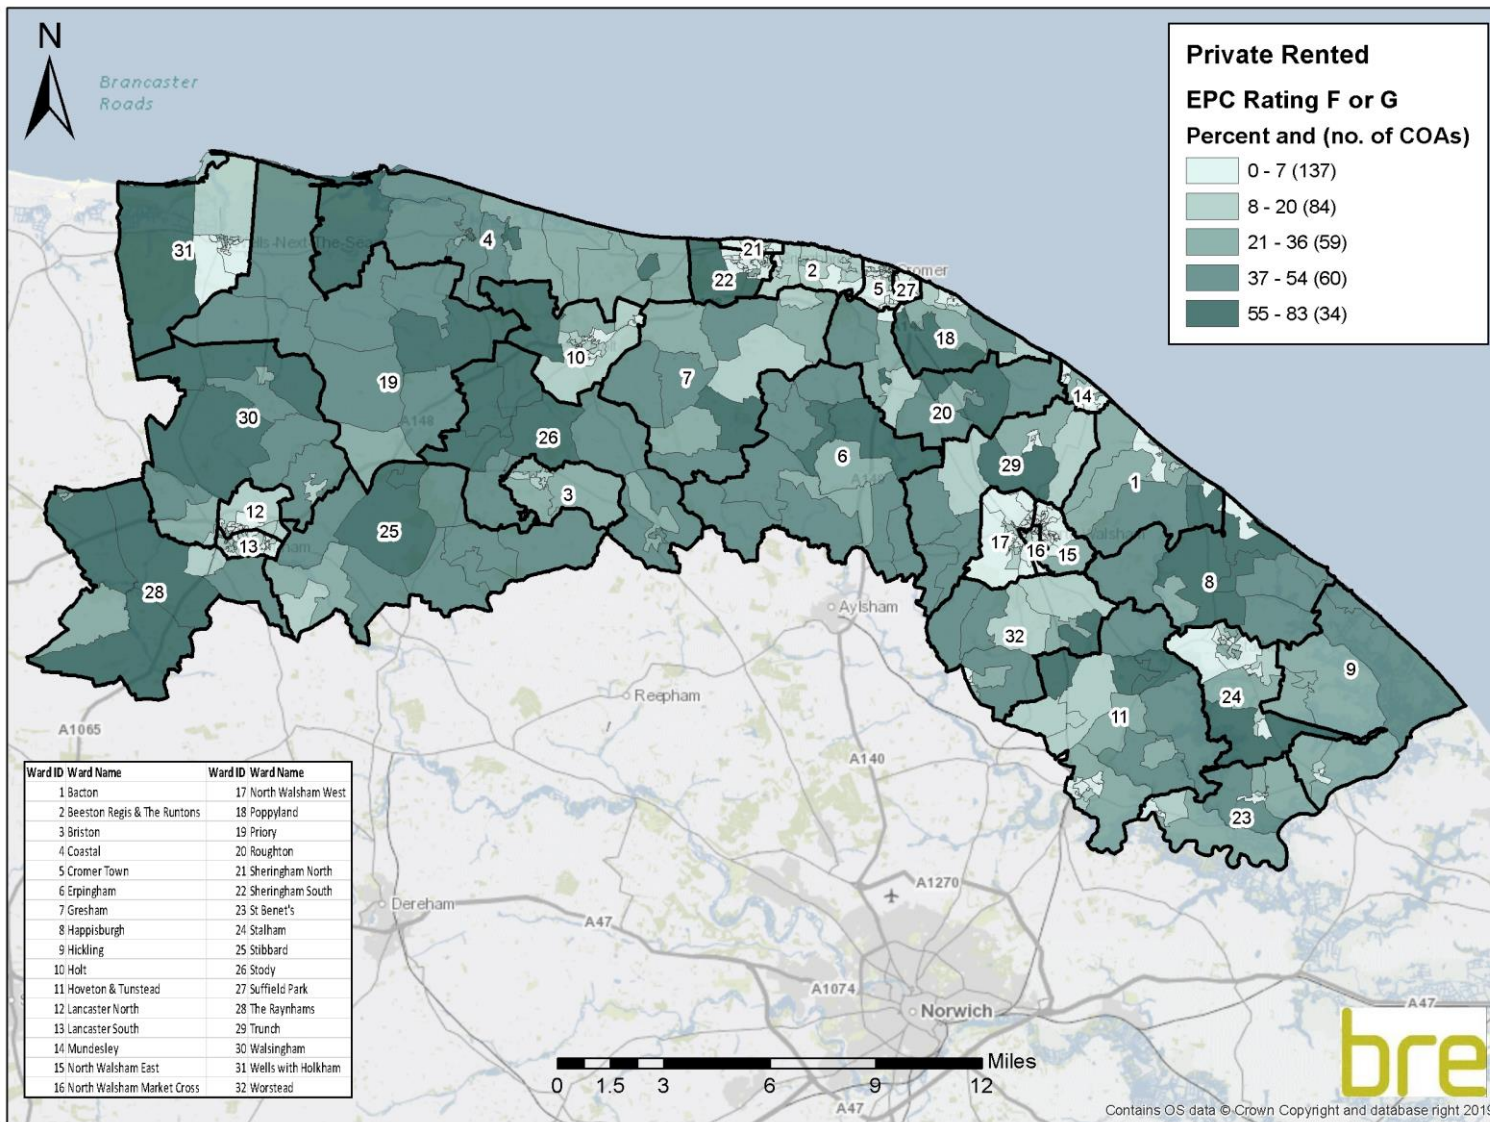 N
Brancaster
Roads
Private Rented
EPC Rating F or G
Percent and (no. of COAs)
0 - 7 (137)
8 - 20 (84)
21 - 36 (59)
37 - 54 (60)
55 - 83 (34)
31
4
21
22
2
5
27
Cromer
18
10
7
19
A148
30
26
20
14
6
29
1
3
12
13
25
17
16
15
28
8
Aylsham
32
9
Reepham
24
11
A1065
A140
23
Ward ID Ward Name Ward ID Ward Name
1 Bacton 17 North Walsham West
2 Beeston Regis & The Runtons 18 Poppyland
3 Briston 19 Priory
4 Coastal 20 Roughton
5 Cromer Town 21 Sheringham North
6 Erpingham 22 Sheringham South
7 Gresham 23 St Benet's
8 Happisburgh 24 Stalham
9 Hickling 25 Stibbard
10 Holt 26 Stody
11 Hoveton & Tunstead 27 Suffield Park
12 Lancaster North 28 The Raynhams
13 Lancaster South 29 Trunch
14 Mundesley 30 Walsingham
15 North Walsham East 31 Wells with Holkham
16 North Walsham Market Cross 32 Worstead
Dereham
A47
A1270
A1074
Norwich
A47
A47
0 1.5 3 6 9 12 Miles
bre
Contains OS data © Crown Copyright and database right 2019